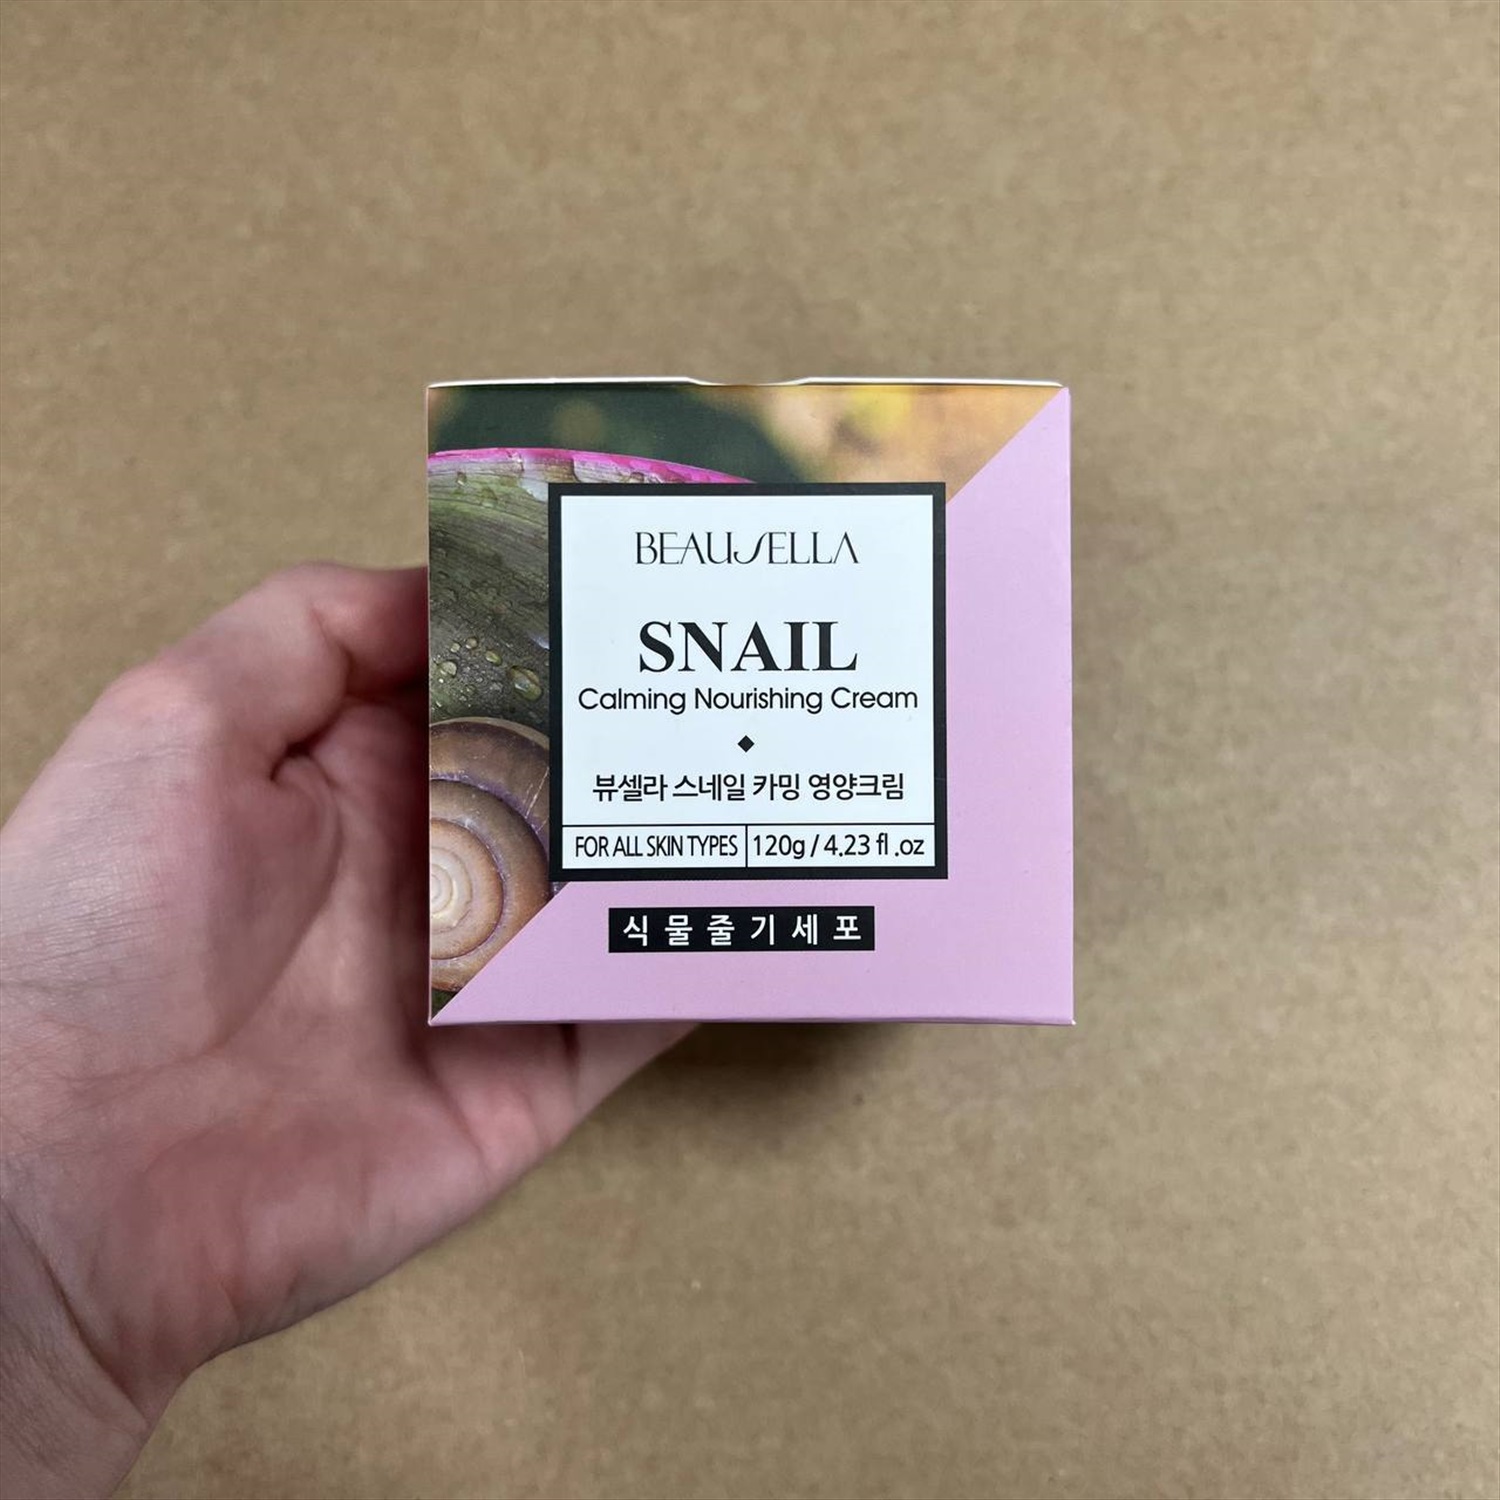 BEAUSELLA
SNAIL
Calming Nourishing Cream
뷰셀라 스네일 카밍 영양크림
FOR ALL SKIN TYPES 120g / 4.23 fl .oz
식물줄기세포